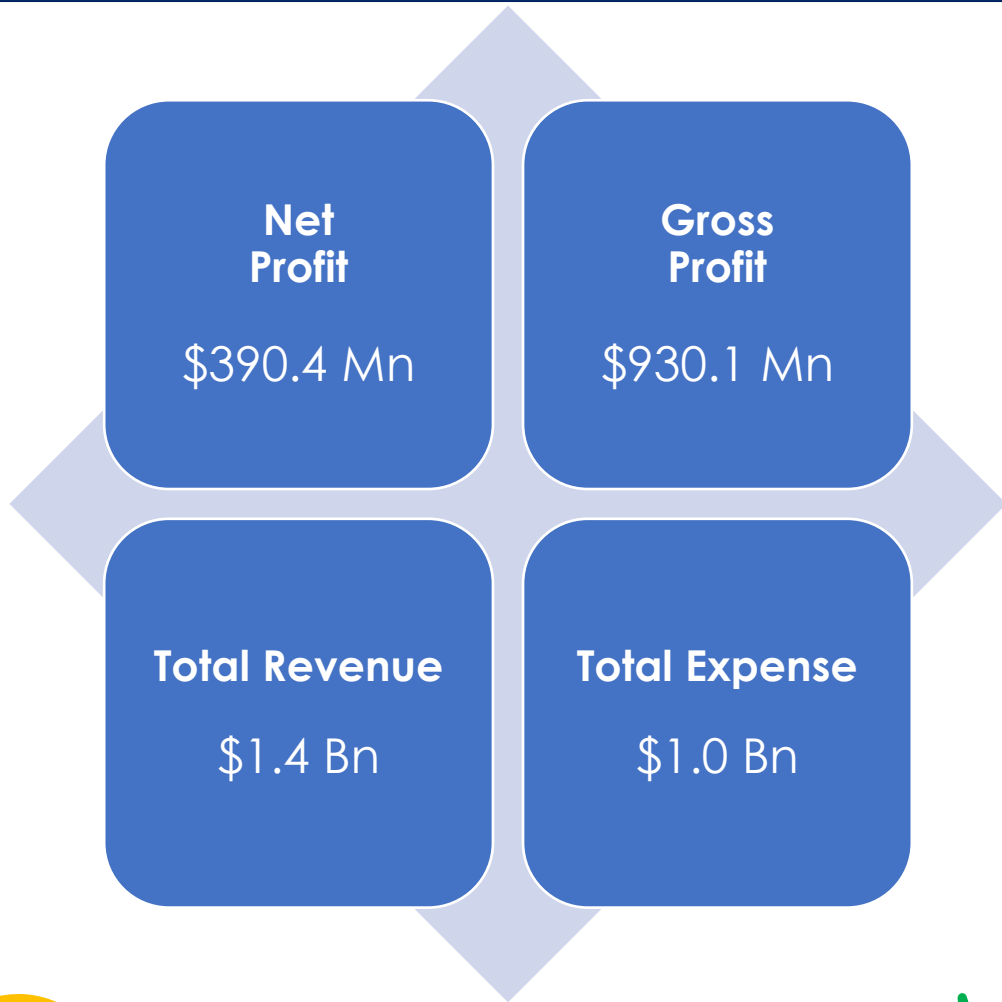 Net
Profit
$390.4 Mn
Gross
Profit
$930.1 Mn
Total Revenue
$1.4 Bn
Total Expense
$1.0 Bn